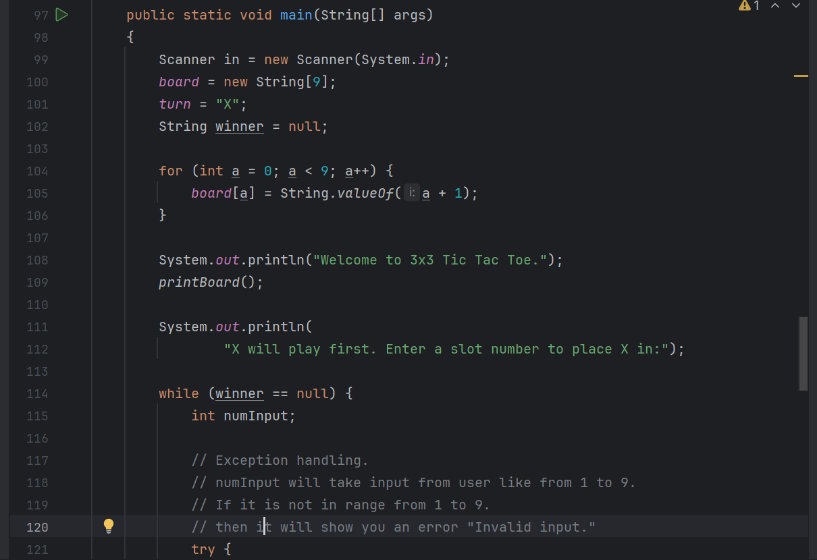 1
97 public static void main(String[] args)
98 {
99 Scanner in = new Scanner(System.in);
100 board = new String[9];
101 turn = "X";
102 String winner = null;
103
104 for (int a = 0; a < 9; a++) {
105 board[a] = String.valueOf( i: a + 1);
106 }
107
108 System.out.println("Welcome to 3x3 Tic Tac Toe.");
109 printBoard();
110
111 System.out.println(
112 "X will play first. Enter a slot number to place X in:");
113
114 while (winner == null) {
115 int numInput;
116
117 // Exception handling.
118 // numInput will take input from user like from 1 to 9.
119 // If it is not in range from 1 to 9.
120 // then it will show you an error "Invalid input."
121 try {